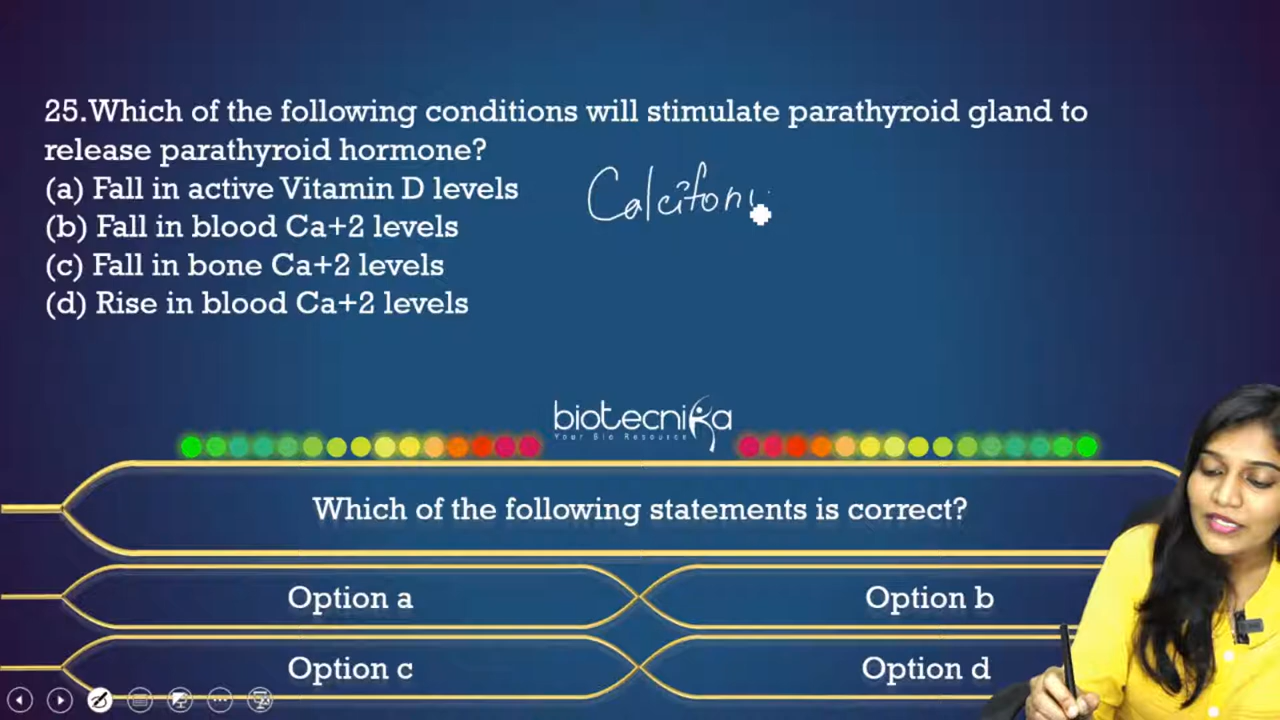 25.Which of the following conditions will stimulate parathyroid gland to
release parathyroid hormone?
(a) Fall in active Vitamin D levels
Calcitoni
(b) Fall in blood Ca+2 levels
(c) Fall in bone Ca+2 levels
(d) Rise in blood Ca+2 levels
biotecnika
Your Bio Resource
Which of the following statements is correct?
Option a
Option b
Option c
Option d